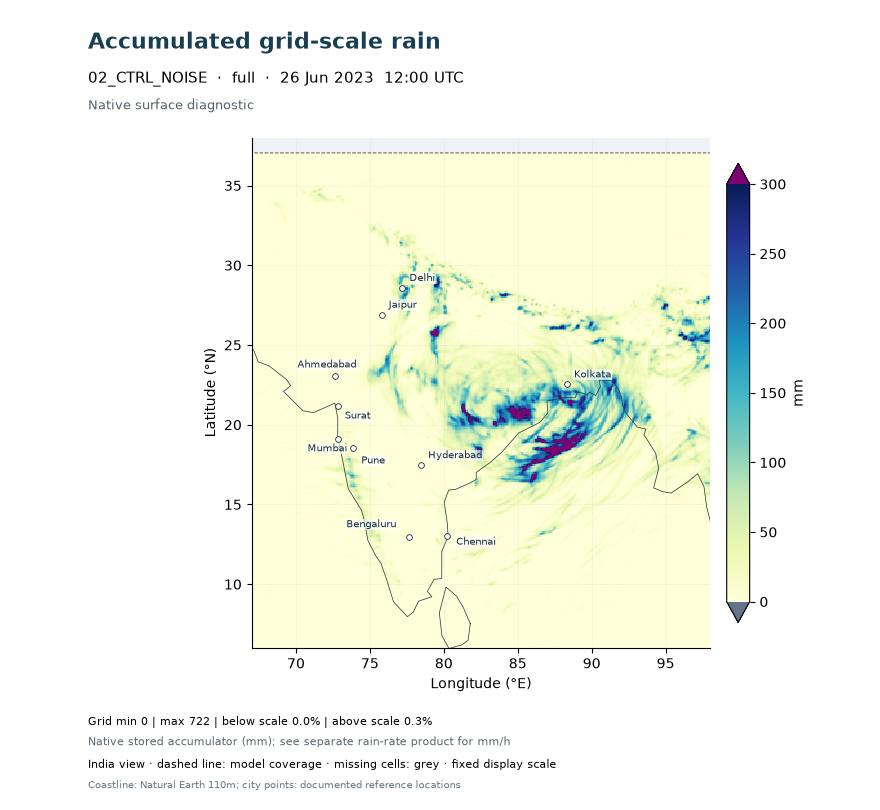 Accumulated grid-scale rain
02_CTRL_NOISE · full · 26 Jun 2023 12:00 UTC
Native surface diagnostic
35
30
25
20
15
10
Latitude (°N)
70 75 80 85 90 95
Longitude (°E)
Delhi
Jaipur
Ahmedabad
Kolkata
Surat
Mumbai
Pune
Hyderabad
Bengaluru
Chennai
300
250
200
150
100
50
0
mm
Grid min 0 | max 722 | below scale 0.0% | above scale 0.3%
Native stored accumulator (mm); see separate rain-rate product for mm/h
India view · dashed line: model coverage · missing cells: grey · fixed display scale
Coastline: Natural Earth 110m; city points: documented reference locations